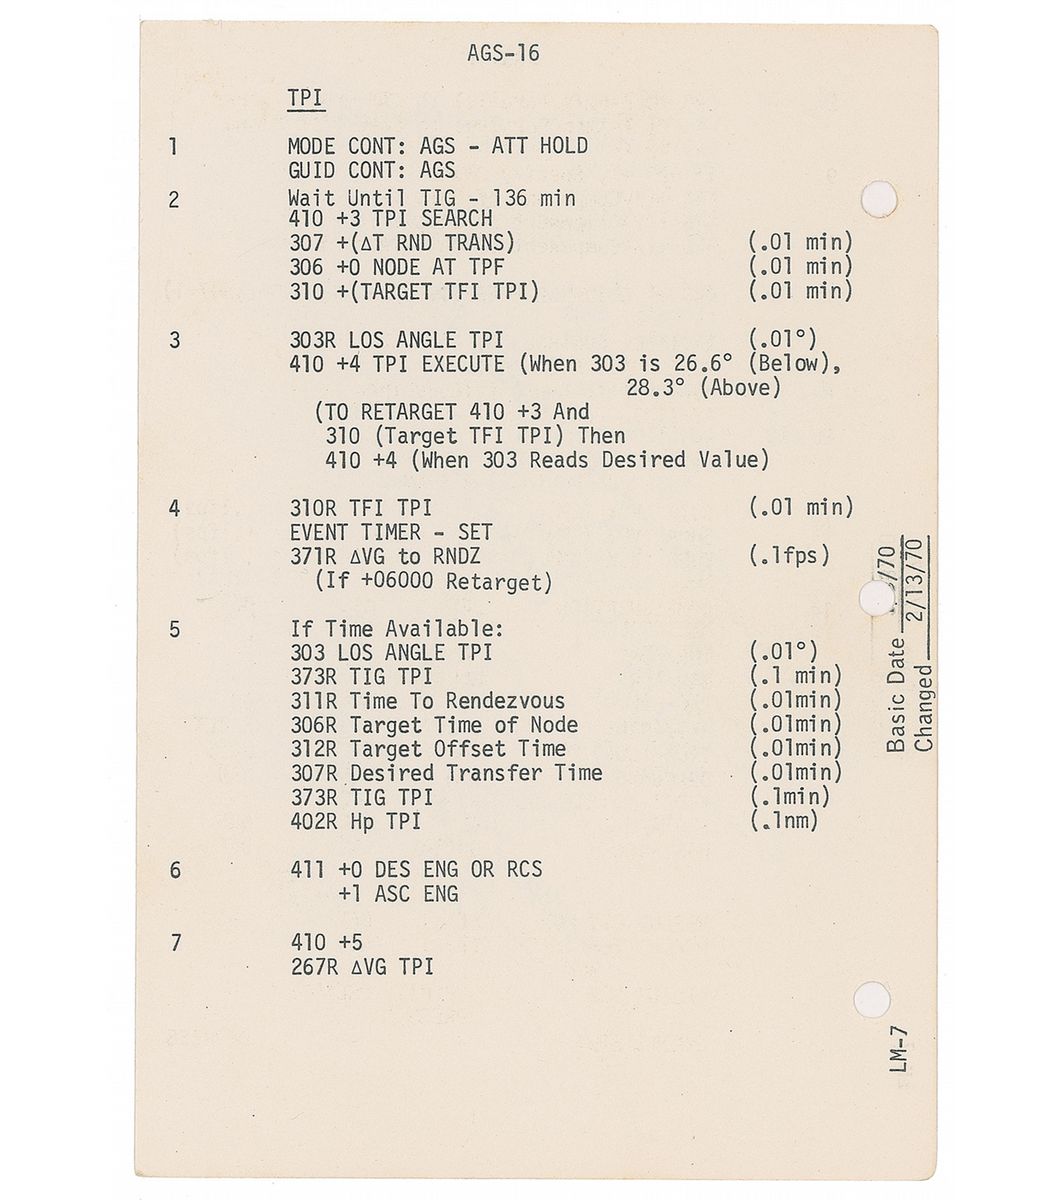 AGS-16
TPI
1 MODE CONT: AGS - ATT HOLD
GUID CONT: AGS
2 Wait Until TIG - 136 min
410 +3 TPI SEARCH
307 +(ΔT RND TRANS) (.01 min)
306 +0 NODE AT TPF (.01 min)
310 +(TARGET TFI TPI) (.01 min)
3 303R LOS ANGLE TPI (.01°)
410 +4 TPI EXECUTE (When 303 is 26.6° (Below),
28.3° (Above)
(TO RETARGET 410 +3 And
310 (Target TFI TPI) Then
410 +4 (When 303 Reads Desired Value)
4 310R TFI TPI (.01 min)
EVENT TIMER - SET
371R ΔVG to RNDZ (.1fps)
(If +06000 Retarget)
5 If Time Available:
303 LOS ANGLE TPI (.01°)
373R TIG TPI (.1 min)
311R Time To Rendezvous (.01min)
306R Target Time of Node (.01min)
312R Target Offset Time (.01min)
307R Desired Transfer Time (.01min)
373R TIG TPI (.1min)
402R Hp TPI (.1nm)
6 411 +0 DES ENG OR RCS
+1 ASC ENG
7 410 +5
267R ΔVG TPI
Basic Date /70
Changed 2/13/70
LM-7